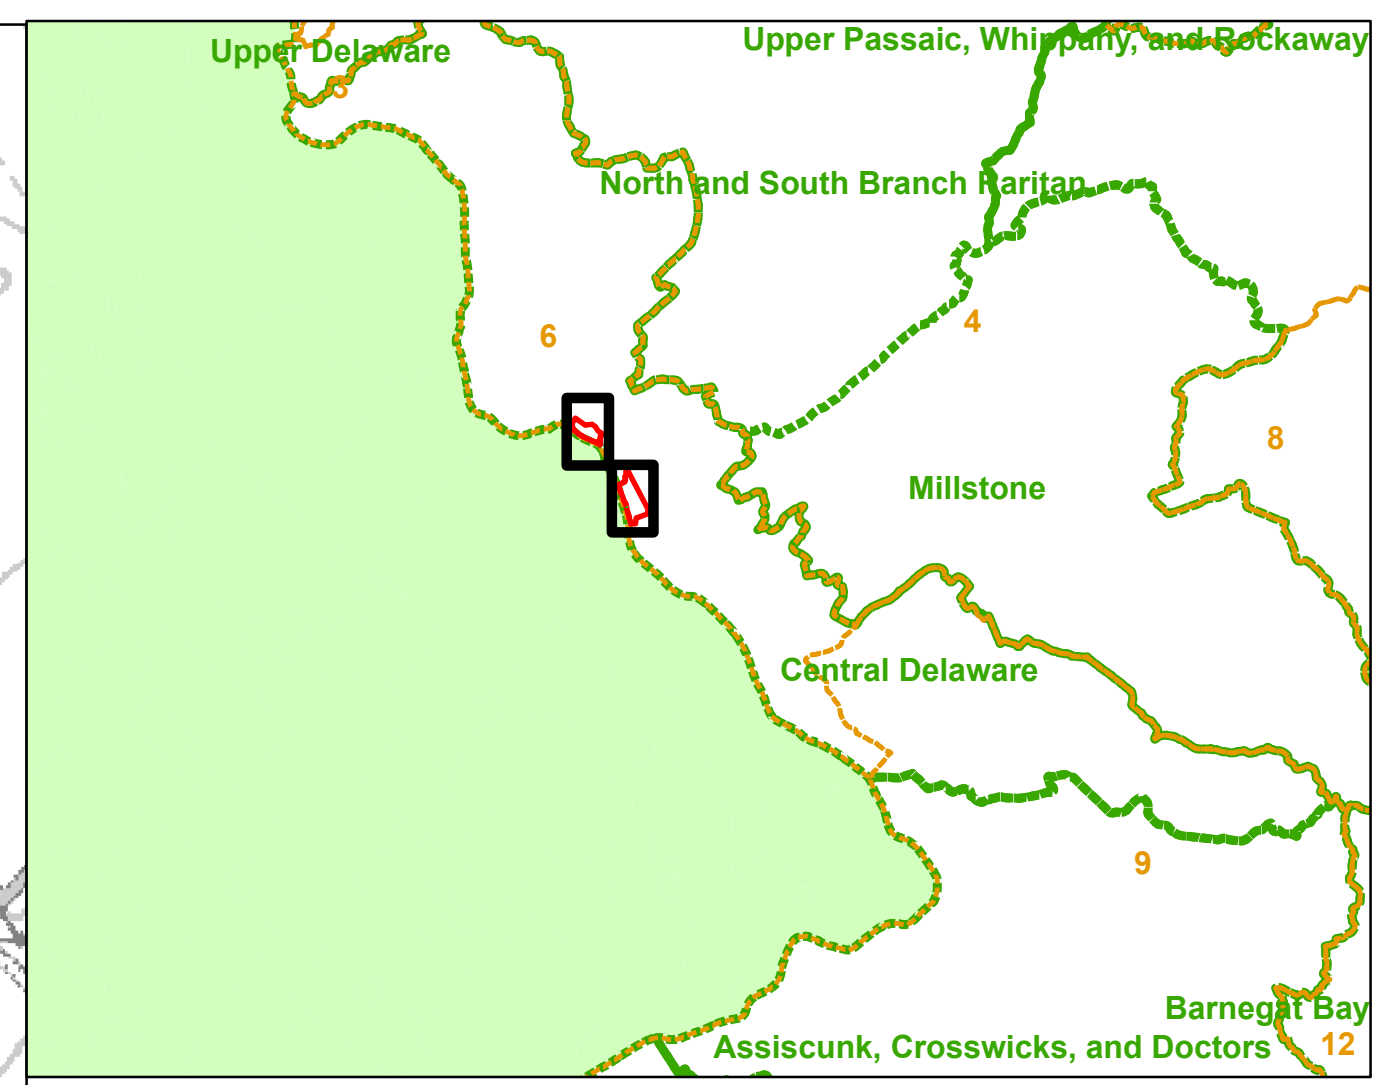 Upper Delaware
Upper Passaic, Whippany, and Rockaway
5
North and South Branch Raritan
6
4
8
Millstone
Central Delaware
9
Barnegat Bay
Assiscunk, Crosswicks, and Doctors
12